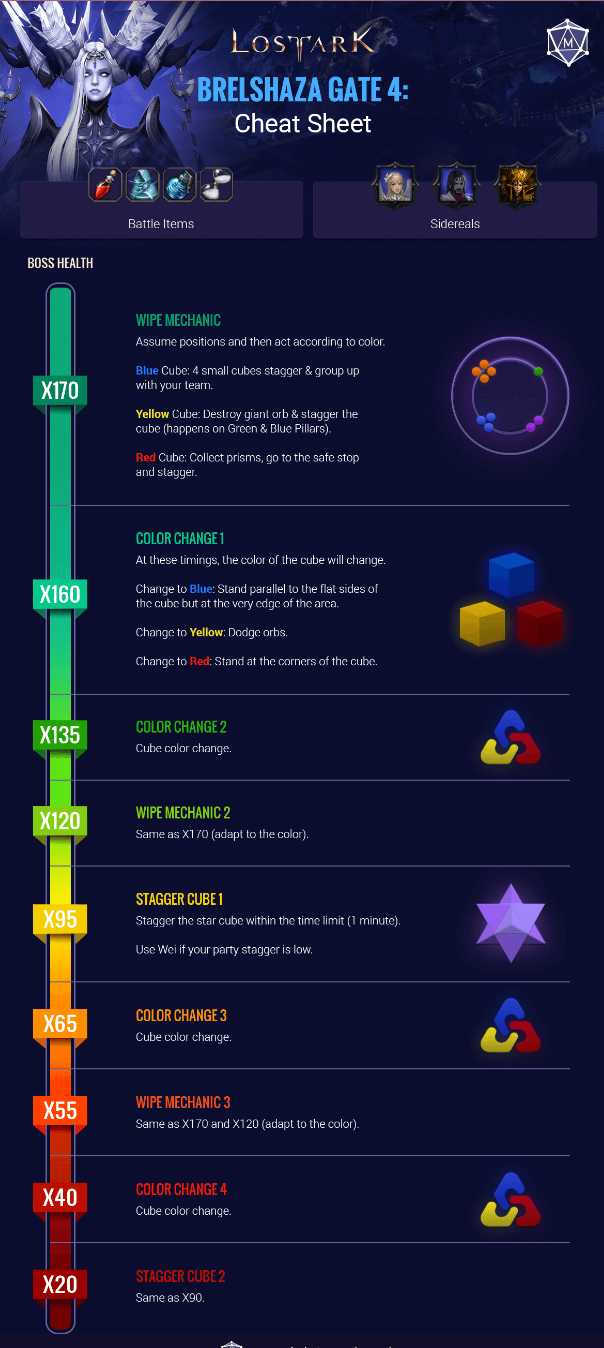 LOSTARK
M
BRELSHAZA GATE 4:
Cheat Sheet
Battle Items
Sidereals
BOSS HEALTH
X170
WIPE MECHANIC
Assume positions and then act according to color.
Blue Cube: 4 small cubes stagger & group up
with your team.
Yellow Cube: Destroy giant orb & stagger the
cube (happens on Green & Blue Pillars).
Red Cube: Collect prisms, go to the safe stop
and stagger.
X160
COLOR CHANGE 1
At these timings, the color of the cube will change.
Change to Blue: Stand parallel to the flat sides of
the cube but at the very edge of the area.
Change to Yellow: Dodge orbs.
Change to Red: Stand at the corners of the cube.
X135
COLOR CHANGE 2
Cube color change.
X120
WIPE MECHANIC 2
Same as X170 (adapt to the color).
X95
STAGGER CUBE 1
Stagger the star cube within the time limit (1 minute).
Use Wei if your party stagger is low.
X65
COLOR CHANGE 3
Cube color change.
X55
WIPE MECHANIC 3
Same as X170 and X120 (adapt to the color).
X40
COLOR CHANGE 4
Cube color change.
X20
STAGGER CUBE 2
Same as X90.